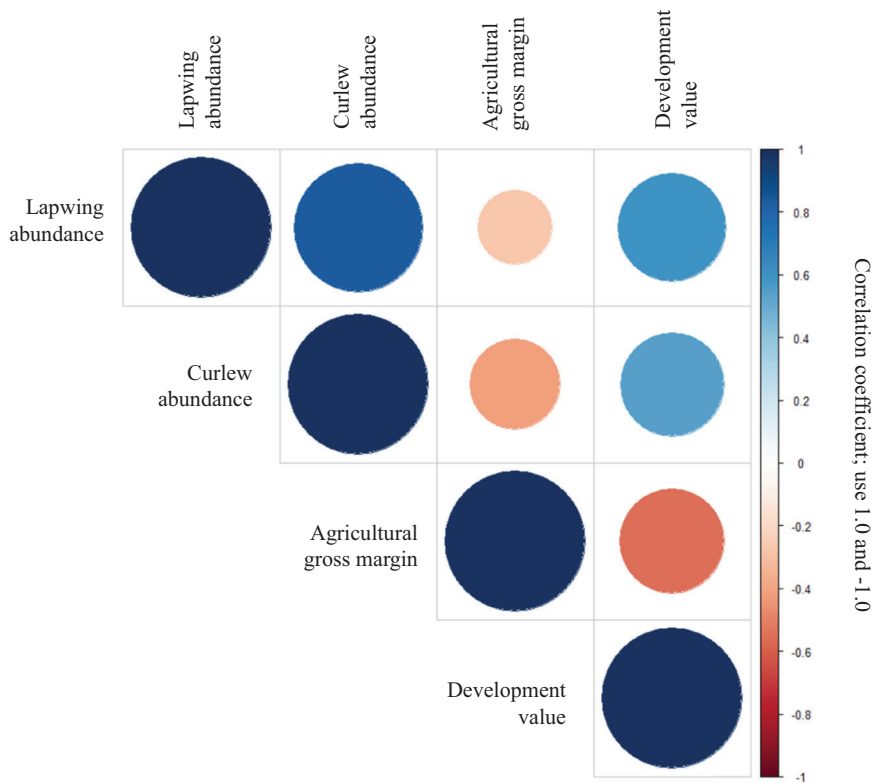 Lapwing
abundance
Curlew
abundance
Agricultural
gross margin
Development
value
Lapwing
abundance
Curlew
abundance
Agricultural
gross margin
Development
value
1
0.8
0.6
0.4
0.2
0
-0.2
-0.4
-0.6
-0.8
-1
Correlation coefficient; use 1.0 and -1.0